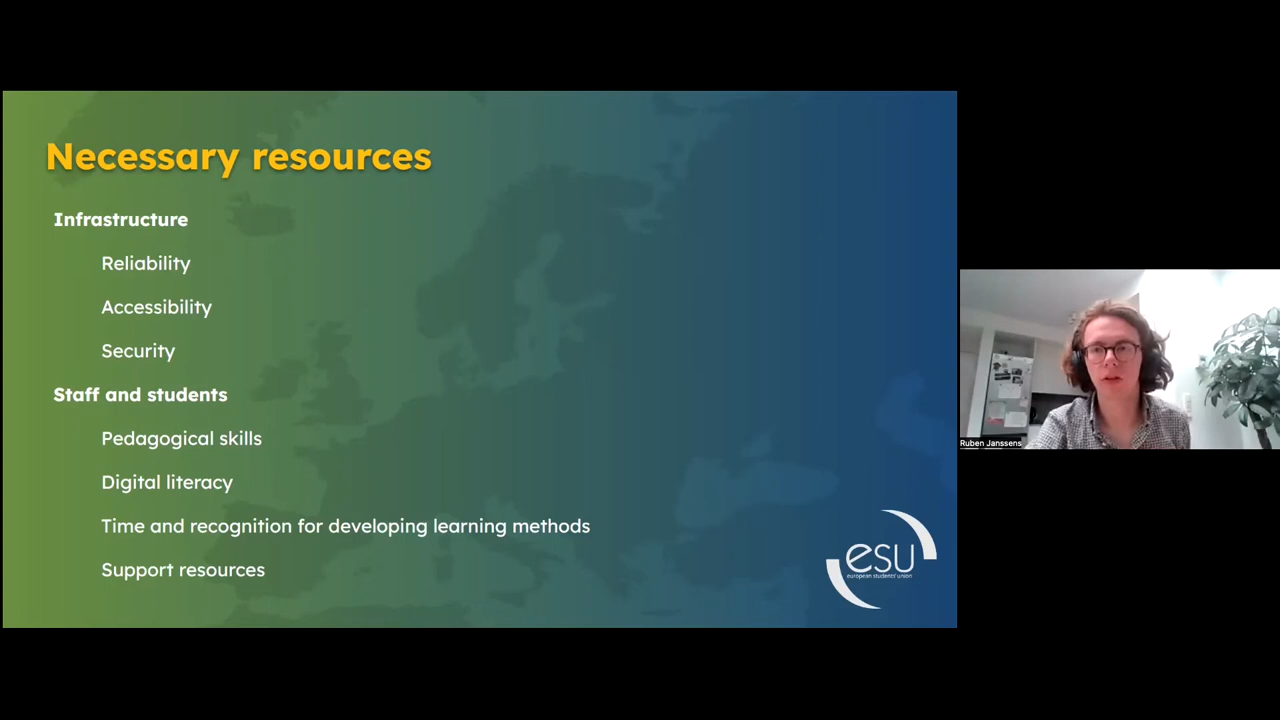 Necessary resources
Infrastructure
Reliability
Accessibility
Security
Staff and students
Pedagogical skills
Digital literacy
Time and recognition for developing learning methods
Support resources
esu
european students' union
Ruben Janssens